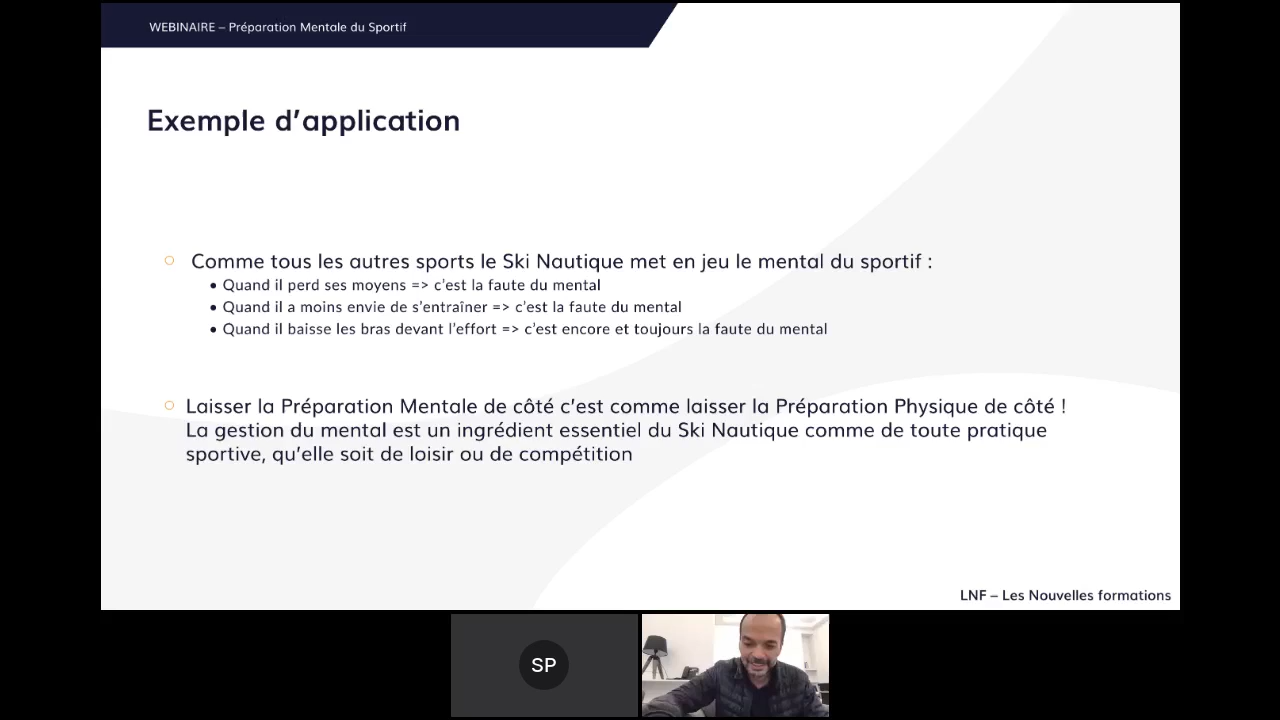 WEBINAIRE – Préparation Mentale du Sportif
Exemple d’application
Comme tous les autres sports le Ski Nautique met en jeu le mental du sportif :
• Quand il perd ses moyens => c’est la faute du mental
• Quand il a moins envie de s’entraîner => c’est la faute du mental
• Quand il baisse les bras devant l’effort => c’est encore et toujours la faute du mental
Laisser la Préparation Mentale de côté c’est comme laisser la Préparation Physique de côté !
La gestion du mental est un ingrédient essentiel du Ski Nautique comme de toute pratique
sportive, qu’elle soit de loisir ou de compétition
LNF – Les Nouvelles formations
SP